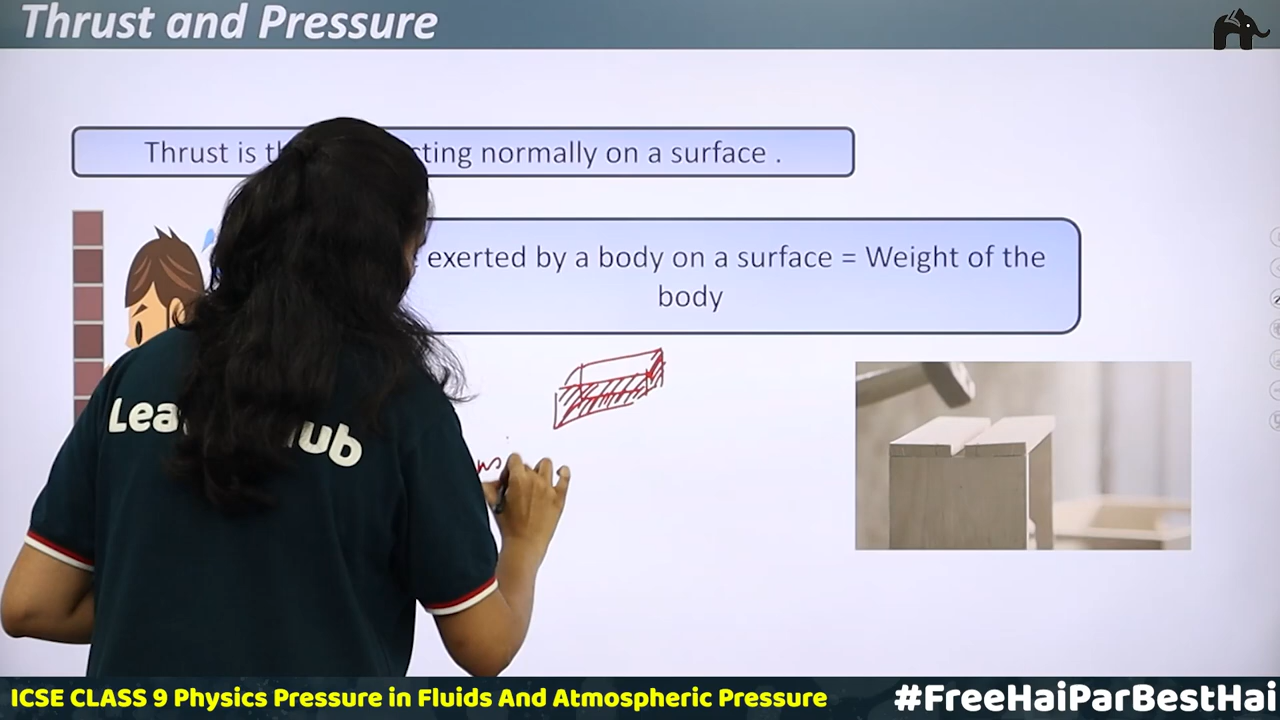 Thrust and Pressure
Thrust is cting normally on a surface .
exerted by a body on a surface = Weight of the
body
Lea ub
ICSE CLASS 9 Physics Pressure in Fluids And Atmospheric Pressure
#FreeHaiParBestHai